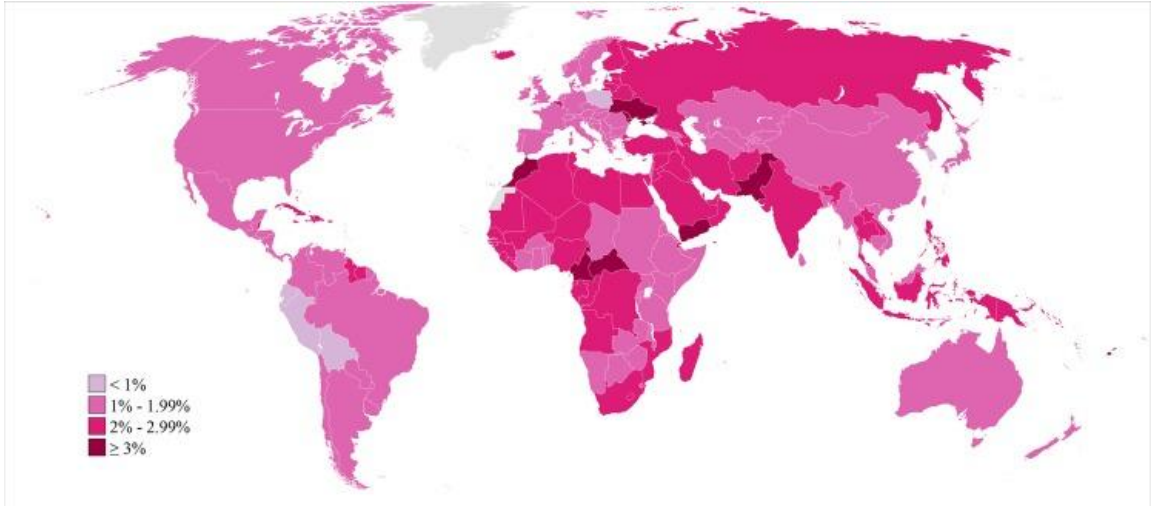 < 1%
1% - 1.99%
2% - 2.99%
≥ 3%